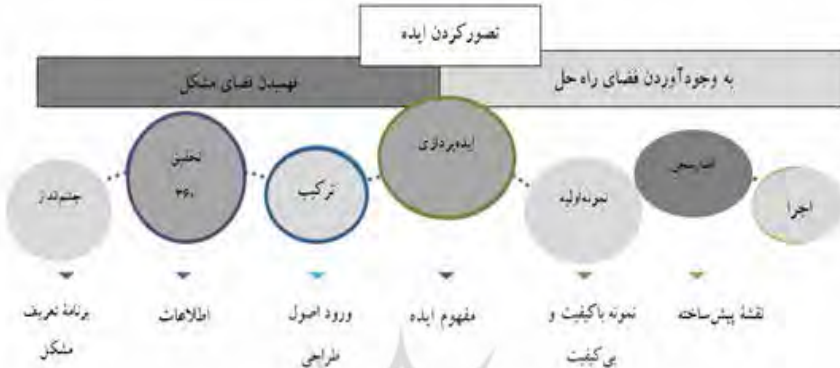 تصورکردن ایده
فهمیدن فضای مشکل
به وجودآوردن فضای راه حل
چشم‌انداز
تحقیق
۳۶۰
ترکیب
ایده‌پردازی
نمونه‌اولیه
اجرا
برنامهٔ تعریف
مشکل
اطلاعات
ورود اصول
طراحی
مفهوم ایده
نمونه باکیفیت و
بی‌کیفیت
نقشهٔ پیش‌ساخته